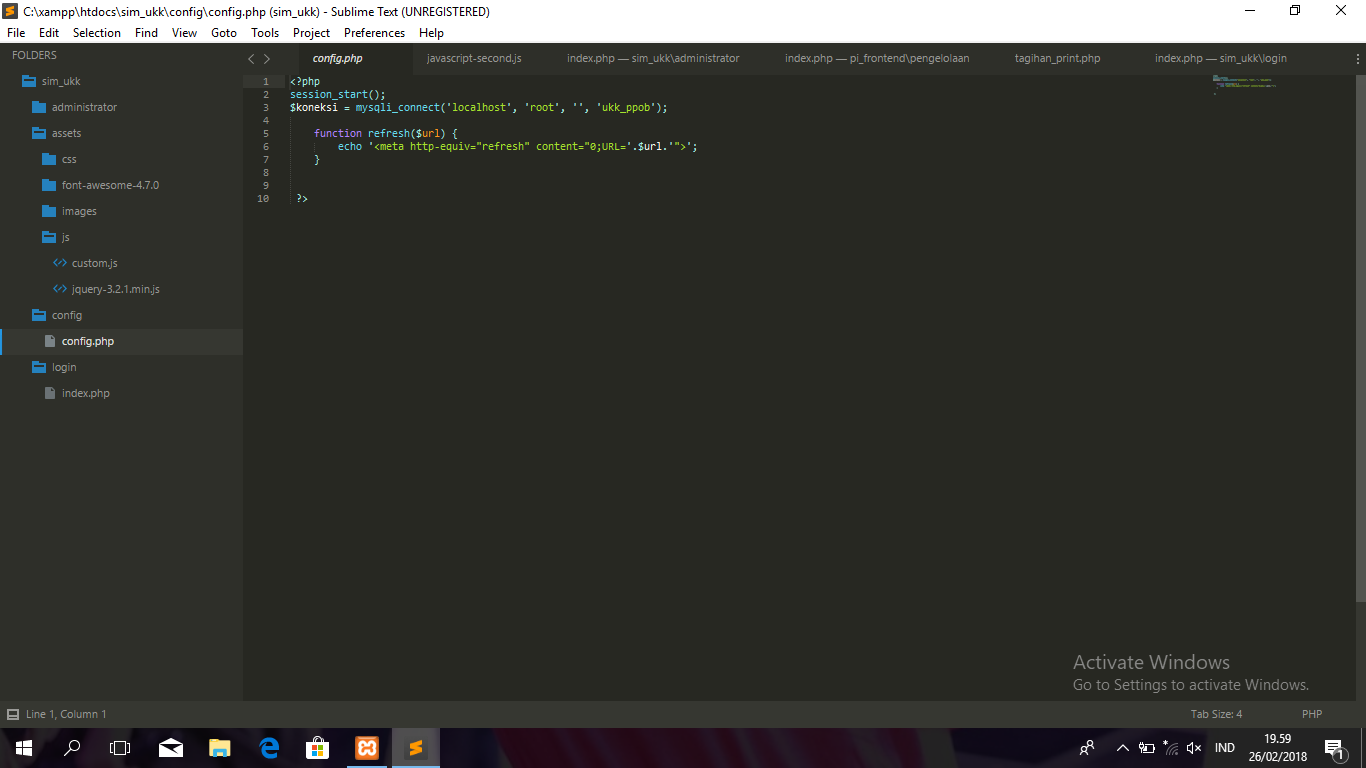 C:\xampp\htdocs\sim_ukk\config\config.php (sim_ukk) - Sublime Text (UNREGISTERED)
File Edit Selection Find View Goto Tools Project Preferences Help
FOLDERS
sim_ukk
administrator
assets
css
font-awesome-4.7.0
images
js
custom.js
jquery-3.2.1.min.js
config
config.php
login
index.php
config.php javascript-second.js index.php — sim_ukk\administrator index.php — pi_frontend\pengelolaan tagihan_print.php index.php — sim_ukk\login
1 <?php
2 session_start();
3 $koneksi = mysqli_connect('localhost', 'root', '', 'ukk_ppob');
4
5 function refresh($url) {
6 echo '<meta http-equiv="refresh" content="0;URL='.$url.'">';
7 }
8
9
10 ?>
Activate Windows
Go to Settings to activate Windows.
Line 1, Column 1 Tab Size: 4 PHP
IND
19.59
26/02/2018
1